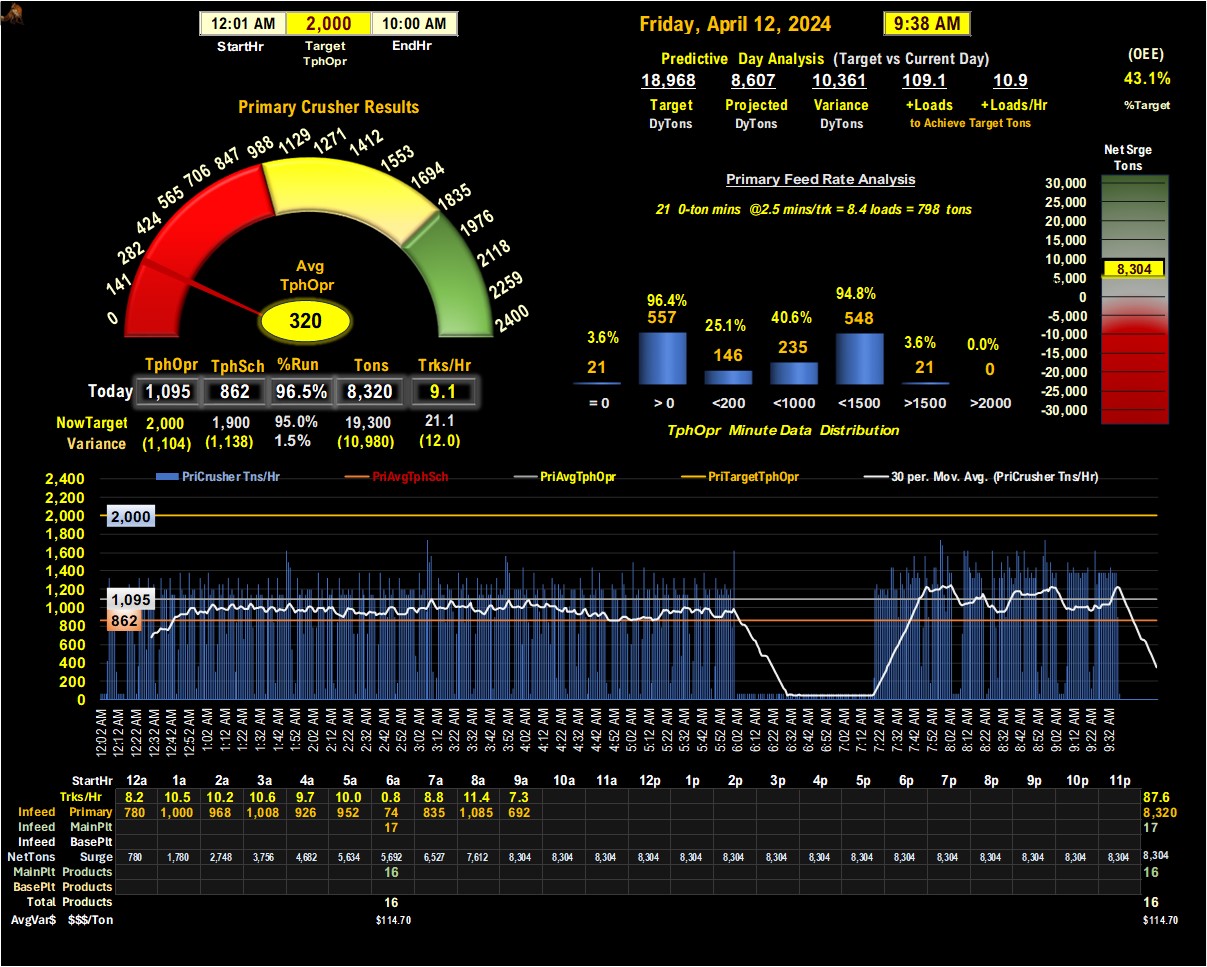 12:01 AM 2,000 10:00 AM
StartHr Target EndHr
TphOpr
Friday, April 12, 2024 9:38 AM
Predictive Day Analysis (Target vs Current Day)
18,968 8,607 10,361 109.1 10.9
Target Projected Variance +Loads +Loads/Hr
DyTons DyTons DyTons to Achieve Target Tons
(OEE)
43.1%
%Target
Primary Crusher Results
0 141 282 424 565 706 847 988 1129 1271 1412 1553 1694 1835 1976 2118 2259 2400
Avg
TphOpr
320
TphOpr TphSch %Run Tons Trks/Hr
Today 1,095 862 96.5% 8,320 9.1
NowTarget 2,000 1,900 95.0% 19,300 21.1
Variance (1,104) (1,138) 1.5% (10,980) (12.0)
Primary Feed Rate Analysis
21 0-ton mins @2.5 mins/trk = 8.4 loads = 798 tons
3.6% 96.4% 25.1% 40.6% 94.8% 3.6% 0.0%
21 557 146 235 548 21 0
= 0 > 0 <200 <1000 <1500 >1500 >2000
TphOpr Minute Data Distribution
Net Srge
Tons
30,000
25,000
20,000
15,000
10,000
8,304
5,000
0
-5,000
-10,000
-15,000
-20,000
-25,000
-30,000
PriCrusher Tns/Hr PriAvgTphSch PriAvgTphOpr PriTargetTphOpr 30 per. Mov. Avg. (PriCrusher Tns/Hr)
2,400
2,200
2,000 2,000
1,800
1,600
1,400
1,200
1,095
1,000
800 862
600
400
200
0
12:02 AM 12:12 AM 12:22 AM 12:32 AM 12:42 AM 12:52 AM 1:02 AM 1:12 AM 1:22 AM 1:32 AM 1:42 AM 1:52 AM 2:02 AM 2:12 AM 2:22 AM 2:32 AM 2:42 AM 2:52 AM 3:02 AM 3:12 AM 3:22 AM 3:32 AM 3:42 AM 3:52 AM 4:02 AM 4:12 AM 4:22 AM 4:32 AM 4:42 AM 4:52 AM 5:02 AM 5:12 AM 5:22 AM 5:32 AM 5:42 AM 5:52 AM 6:02 AM 6:12 AM 6:22 AM 6:32 AM 6:42 AM 6:52 AM 7:02 AM 7:12 AM 7:22 AM 7:32 AM 7:42 AM 7:52 AM 8:02 AM 8:12 AM 8:22 AM 8:32 AM 8:42 AM 8:52 AM 9:02 AM 9:12 AM 9:22 AM 9:32 AM
StartHr 12a 1a 2a 3a 4a 5a 6a 7a 8a 9a 10a 11a 12p 1p 2p 3p 4p 5p 6p 7p 8p 9p 10p 11p
Trks/Hr 8.2 10.5 10.2 10.6 9.7 10.0 0.8 8.8 11.4 7.3 87.6
Infeed Primary 780 1,000 968 1,008 926 952 74 835 1,085 692 8,320
Infeed MainPlt 17 17
Infeed BasePlt
NetTons Surge 780 1,780 2,748 3,756 4,682 5,634 5,692 6,527 7,612 8,304 8,304 8,304 8,304 8,304 8,304 8,304 8,304 8,304 8,304 8,304 8,304 8,304 8,304 8,304 8,304
MainPlt Products 16 16
BasePlt Products
Total Products 16 16
AvgVar$ $$$/Ton $114.70 $114.70